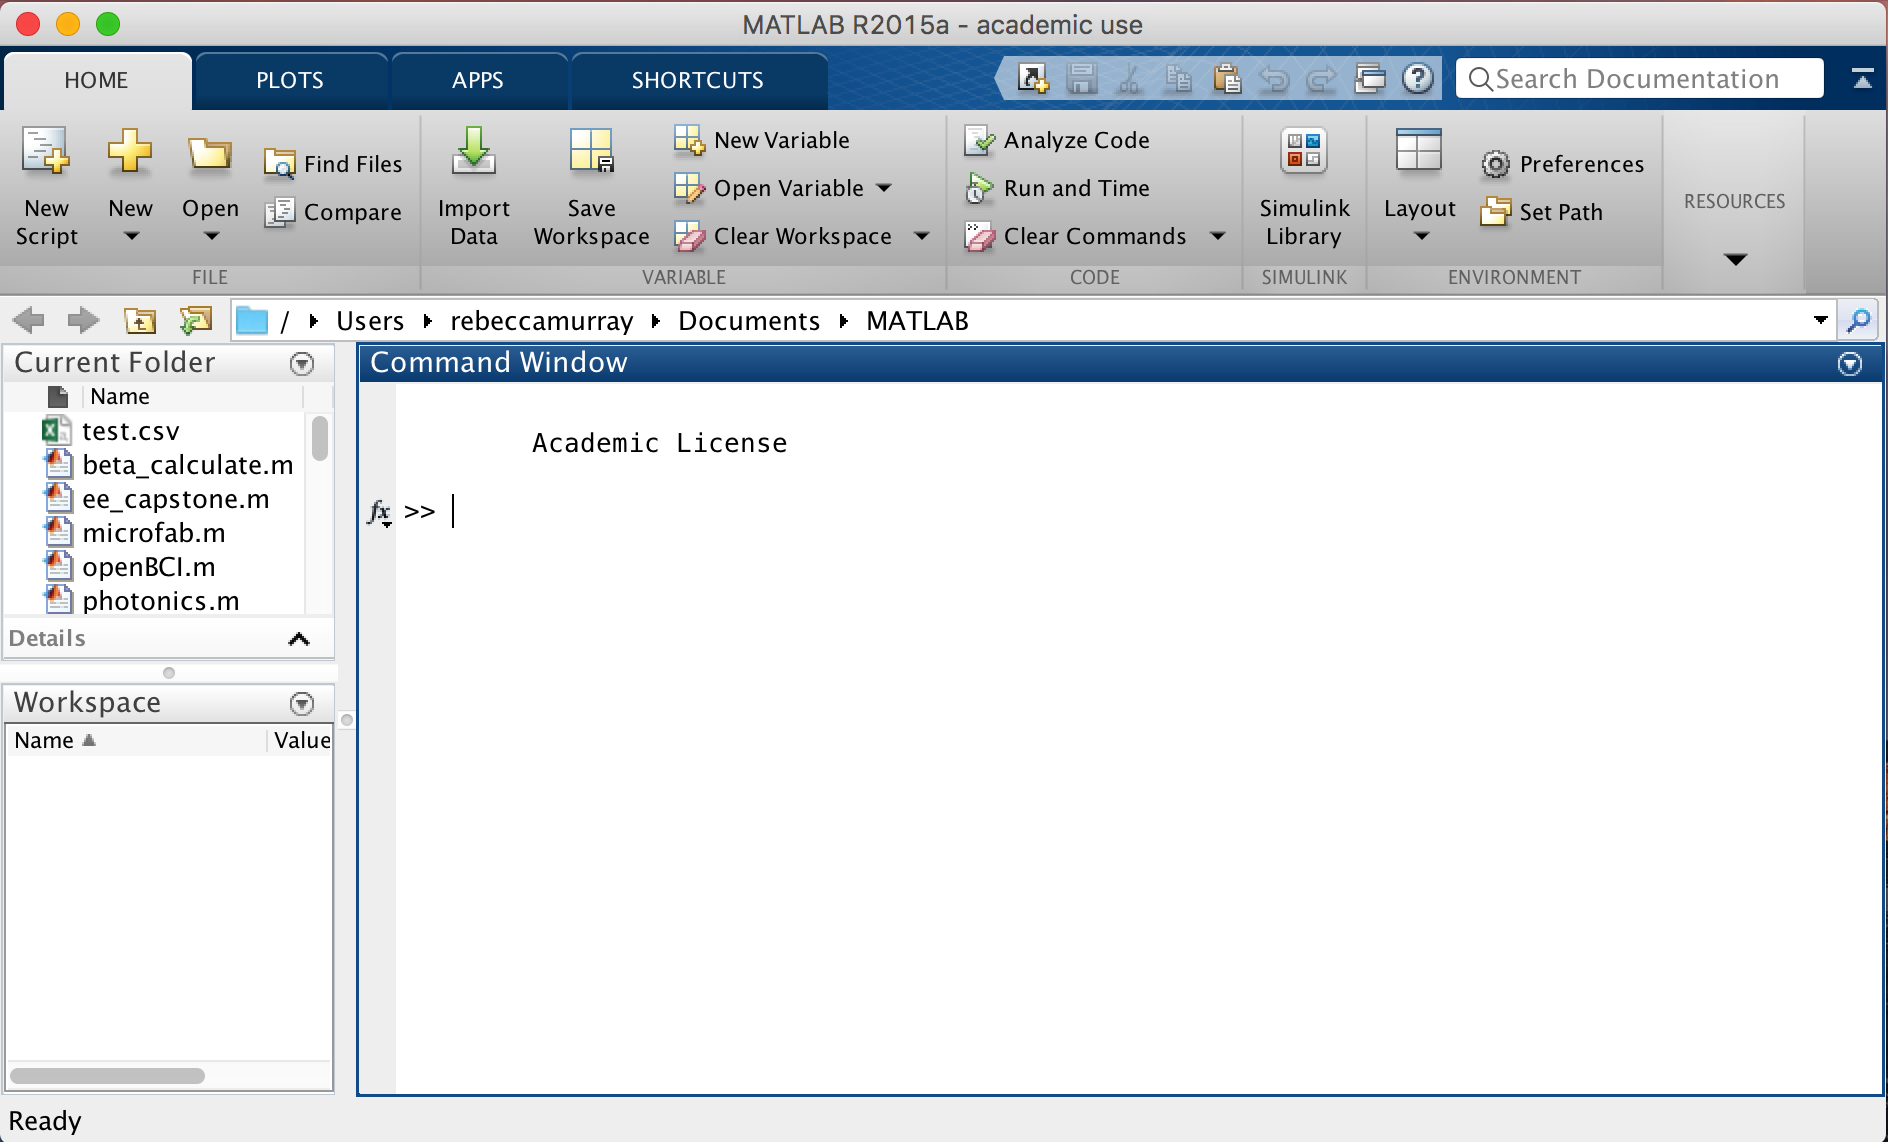 MATLAB R2015a - academic use
HOME
PLOTS
APPS
SHORTCUTS
Search Documentation
New Script
New
Open
Find Files
Compare
FILE
Import Data
Save Workspace
New Variable
Open Variable
Clear Workspace
VARIABLE
Analyze Code
Run and Time
Clear Commands
CODE
Simulink Library
SIMULINK
Layout
Preferences
Set Path
ENVIRONMENT
RESOURCES
/ Users rebeccamurray Documents MATLAB
Current Folder
Name
test.csv
beta_calculate.m
ee_capstone.m
microfab.m
openBCI.m
photonics.m
Details
Workspace
Name Value
Command Window
Academic License
fx >>
Ready